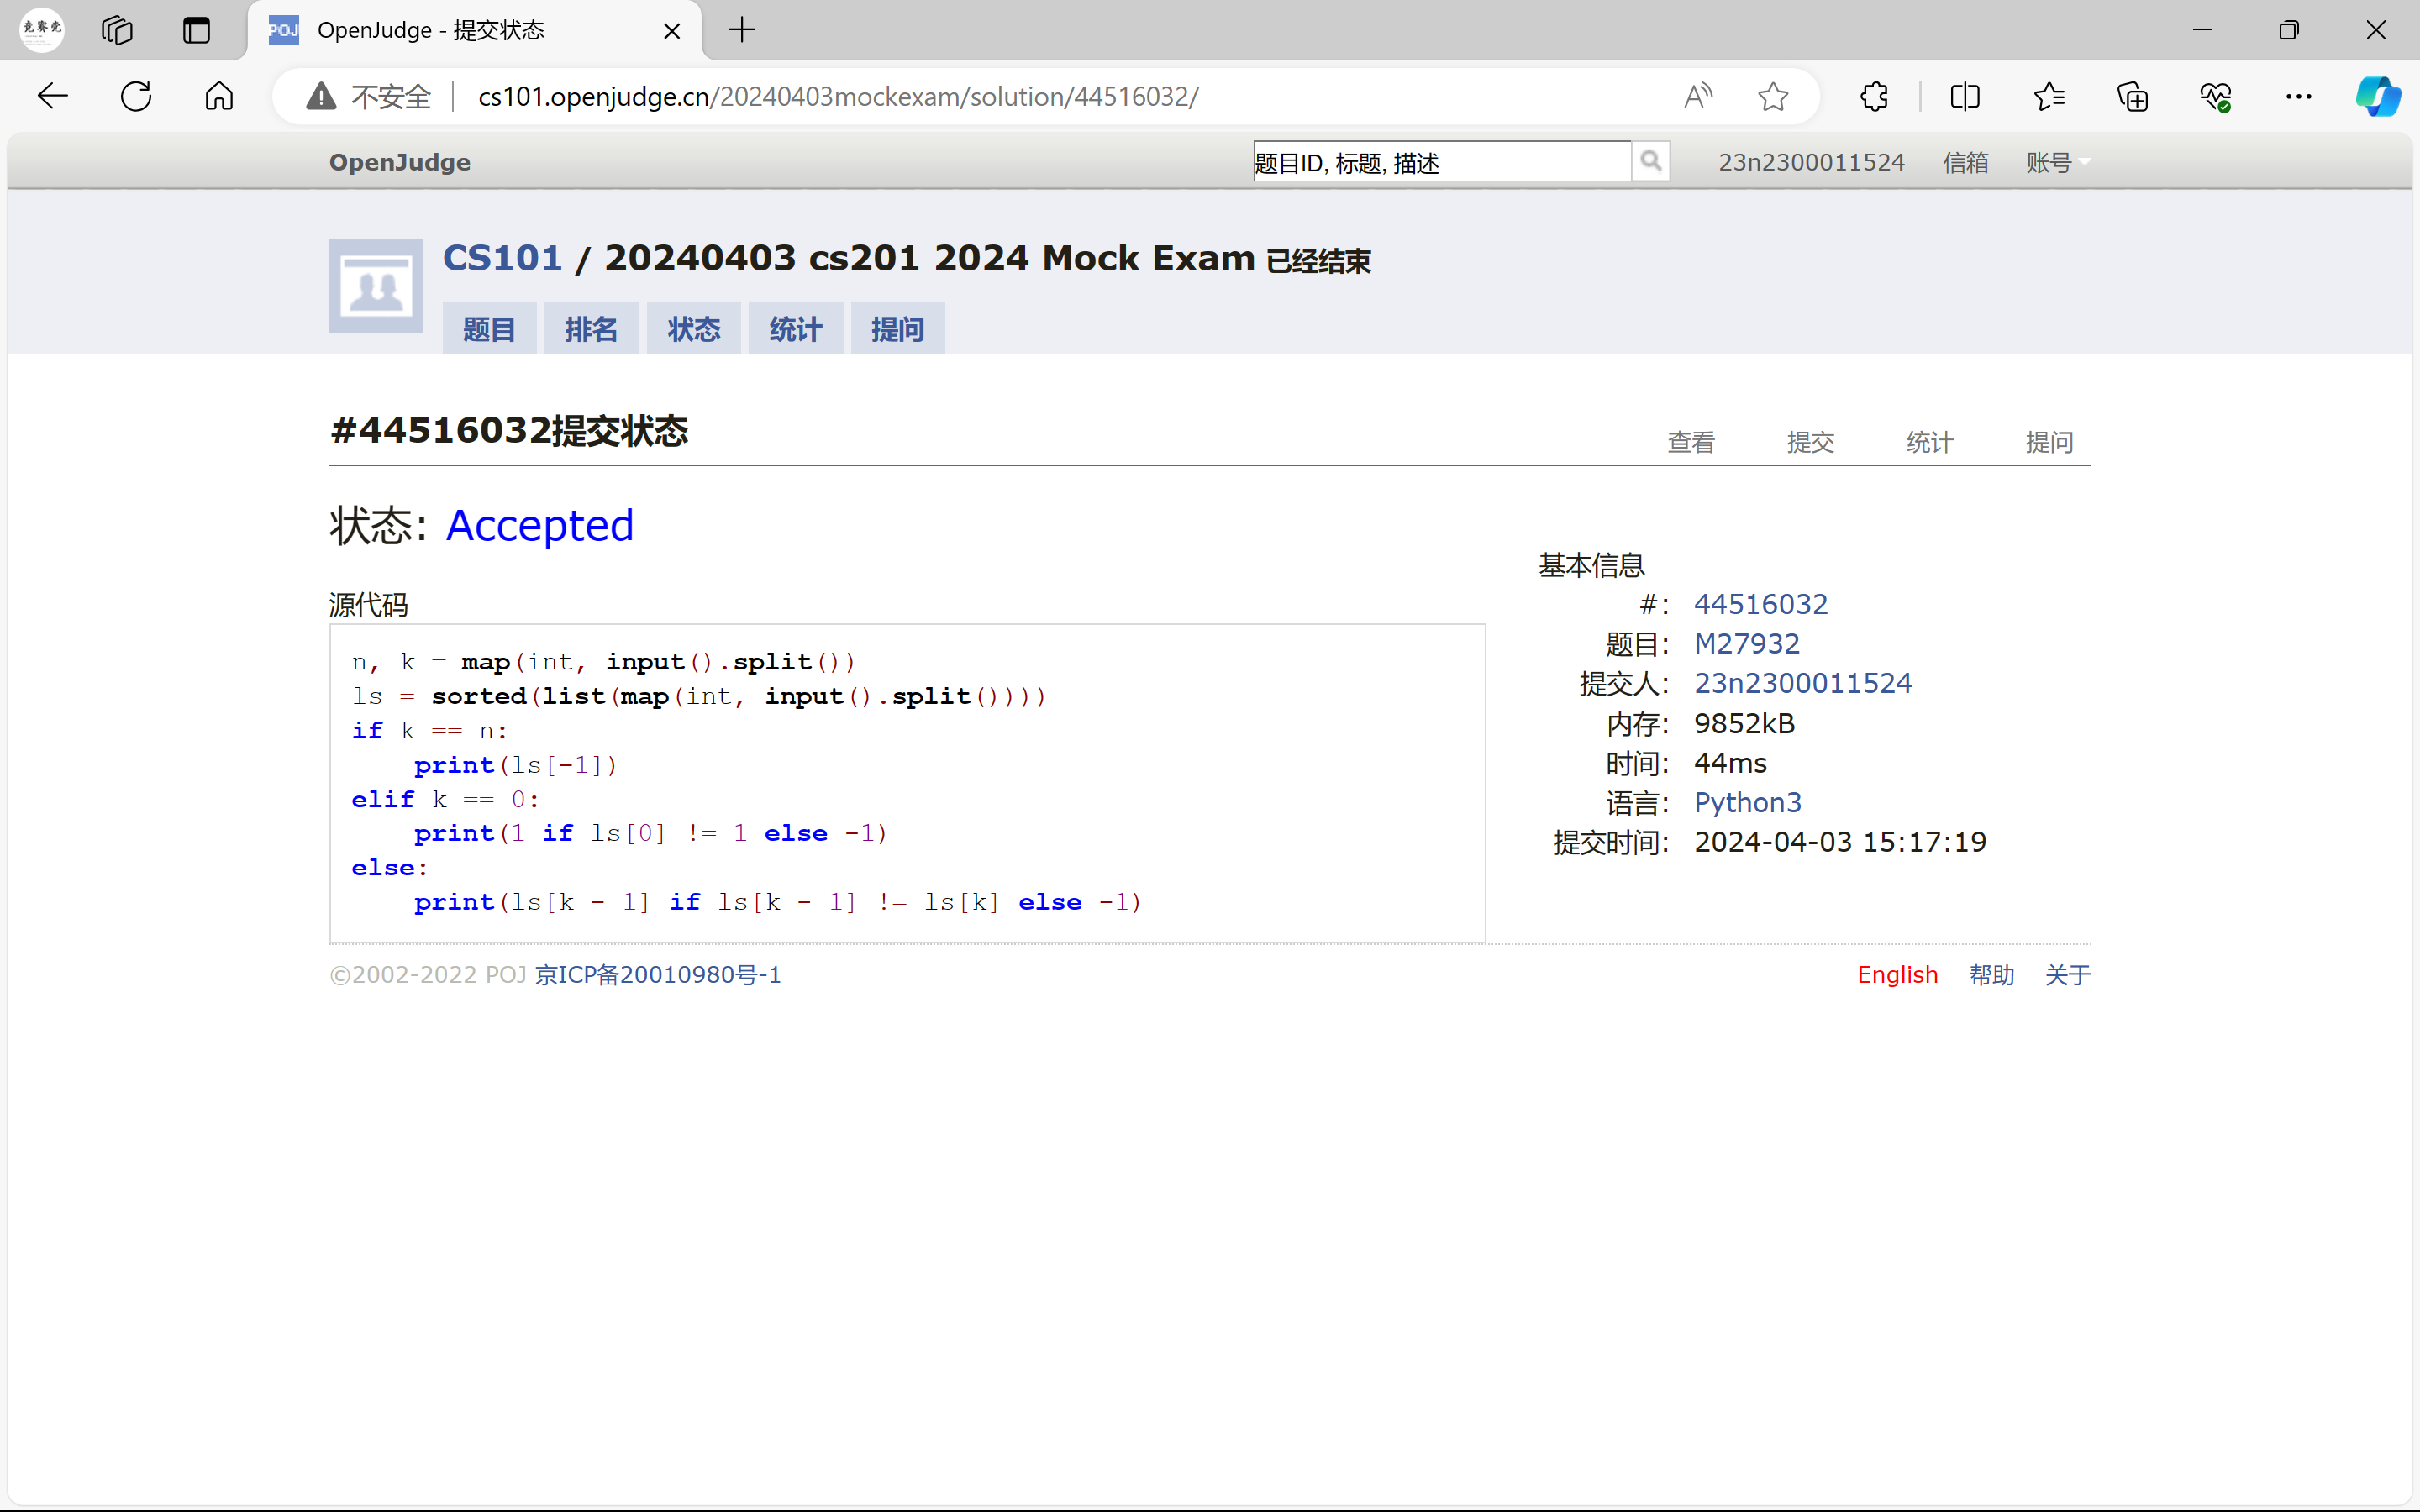 OpenJudge - 提交状态
不安全 cs101.openjudge.cn/20240403mockexam/solution/44516032/
OpenJudge 题目ID, 标题, 描述 23n2300011524 信箱 账号
CS101 / 20240403 cs201 2024 Mock Exam 已经结束
题目 排名 状态 统计 提问
#44516032提交状态 查看 提交 统计 提问
状态: Accepted
源代码
n, k = map(int, input().split())
ls = sorted(list(map(int, input().split())))
if k == n:
    print(ls[-1])
elif k == 0:
    print(1 if ls[0] != 1 else -1)
else:
    print(ls[k - 1] if ls[k - 1] != ls[k] else -1)
基本信息
#: 44516032
题目: M27932
提交人: 23n2300011524
内存: 9852kB
时间: 44ms
语言: Python3
提交时间: 2024-04-03 15:17:19
©2002-2022 POJ 京ICP备20010980号-1 English 帮助 关于